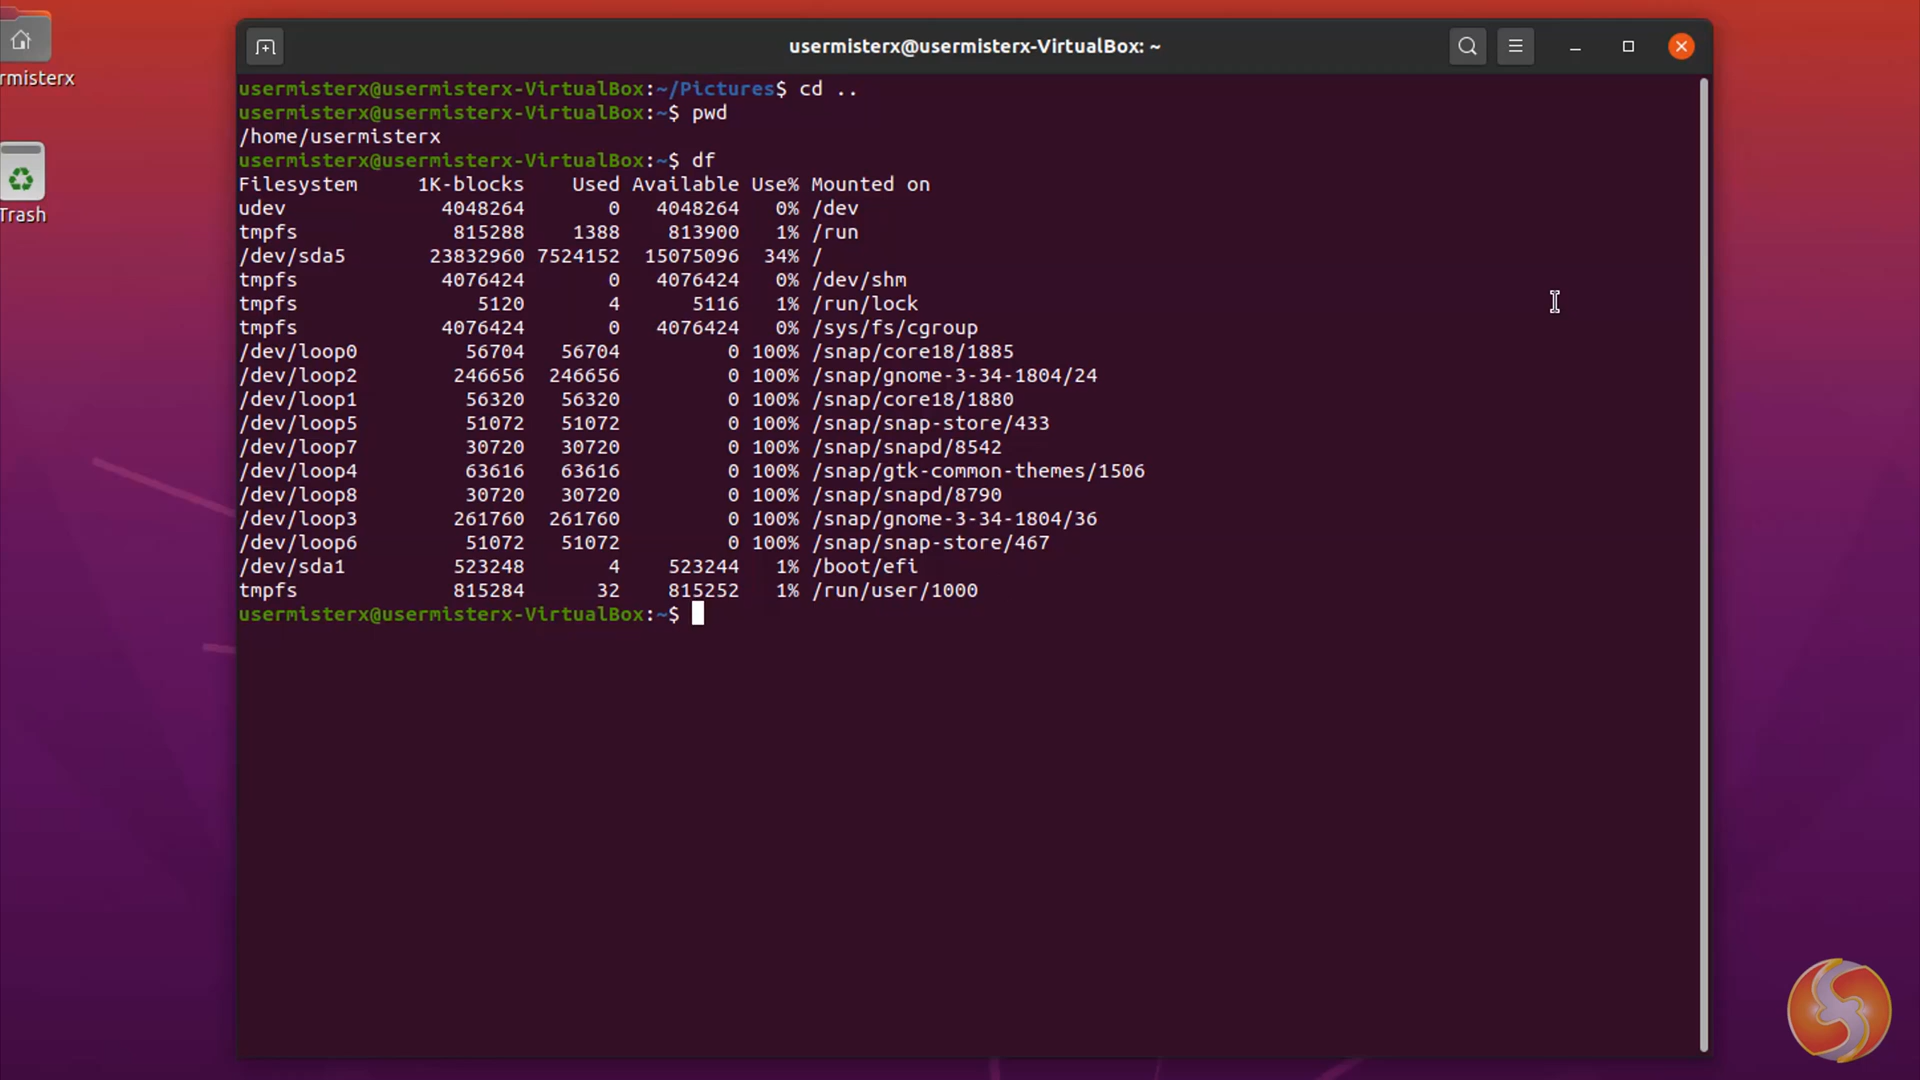 usermisterx@usermisterx-VirtualBox: ~
rmisterx
Trash
usermisterx@usermisterx-VirtualBox:~/Pictures$ cd ..
usermisterx@usermisterx-VirtualBox:~$ pwd
/home/usermisterx
usermisterx@usermisterx-VirtualBox:~$ df
Filesystem     1K-blocks    Used Available Use% Mounted on
udev             4048264       0   4048264   0% /dev
tmpfs             815288    1388    813900   1% /run
/dev/sda5       23832960 7524152  15075096  34% /
tmpfs            4076424       0   4076424   0% /dev/shm
tmpfs               5120       4      5116   1% /run/lock
tmpfs            4076424       0   4076424   0% /sys/fs/cgroup
/dev/loop0         56704   56704         0 100% /snap/core18/1885
/dev/loop2        246656  246656         0 100% /snap/gnome-3-34-1804/24
/dev/loop1         56320   56320         0 100% /snap/core18/1880
/dev/loop5         51072   51072         0 100% /snap/snap-store/433
/dev/loop7         30720   30720         0 100% /snap/snapd/8542
/dev/loop4         63616   63616         0 100% /snap/gtk-common-themes/1506
/dev/loop8         30720   30720         0 100% /snap/snapd/8790
/dev/loop3        261760  261760         0 100% /snap/gnome-3-34-1804/36
/dev/loop6         51072   51072         0 100% /snap/snap-store/467
/dev/sda1         523248       4    523244   1% /boot/efi
tmpfs             815284      32    815252   1% /run/user/1000
usermisterx@usermisterx-VirtualBox:~$